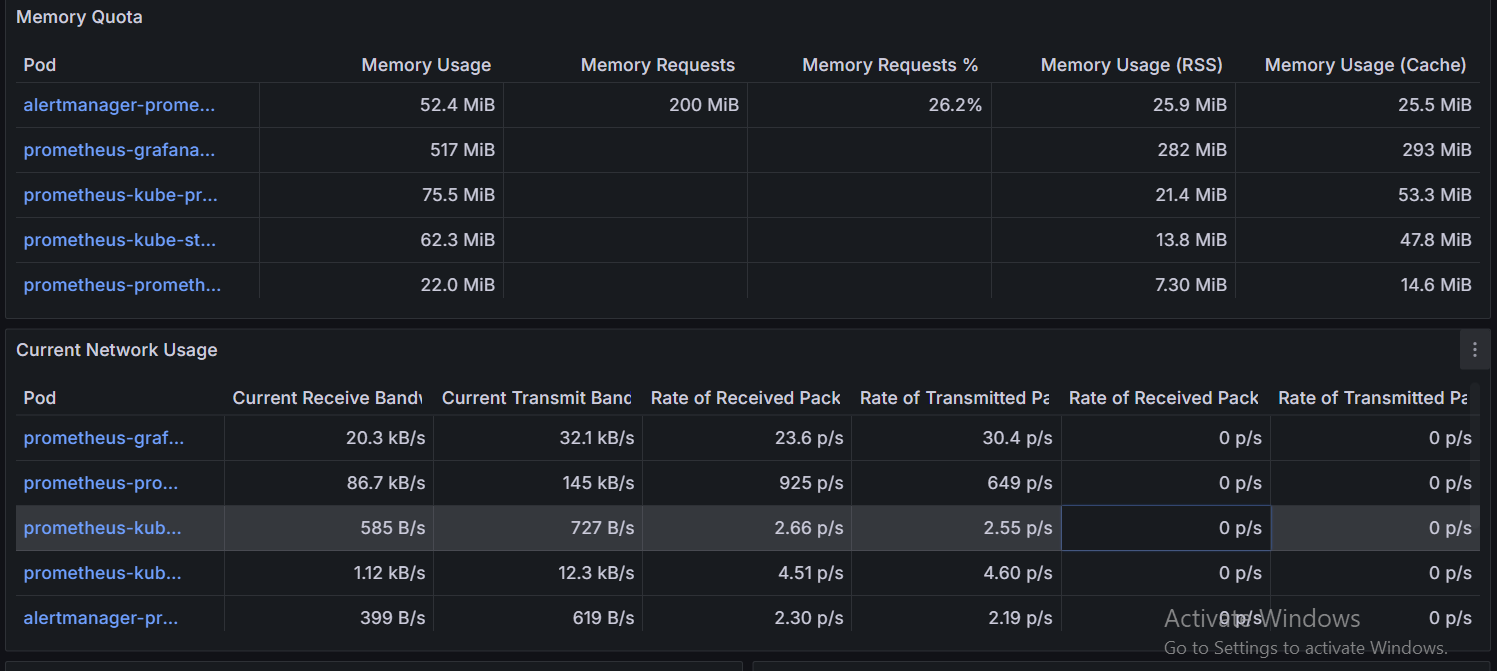 Memory Quota
Pod Memory Usage Memory Requests Memory Requests % Memory Usage (RSS) Memory Usage (Cache)
alertmanager-prome... 52.4 MiB 200 MiB 26.2% 25.9 MiB 25.5 MiB
prometheus-grafana... 517 MiB 282 MiB 293 MiB
prometheus-kube-pr... 75.5 MiB 21.4 MiB 53.3 MiB
prometheus-kube-st... 62.3 MiB 13.8 MiB 47.8 MiB
prometheus-prometh... 22.0 MiB 7.30 MiB 14.6 MiB
Current Network Usage
Pod Current Receive Bandv Current Transmit Banc Rate of Received Pack Rate of Transmitted Pa Rate of Received Pack Rate of Transmitted Pa
prometheus-graf... 20.3 kB/s 32.1 kB/s 23.6 p/s 30.4 p/s 0 p/s 0 p/s
prometheus-pro... 86.7 kB/s 145 kB/s 925 p/s 649 p/s 0 p/s 0 p/s
prometheus-kub... 585 B/s 727 B/s 2.66 p/s 2.55 p/s 0 p/s 0 p/s
prometheus-kub... 1.12 kB/s 12.3 kB/s 4.51 p/s 4.60 p/s 0 p/s 0 p/s
alertmanager-pr... 399 B/s 619 B/s 2.30 p/s 2.19 p/s 0 p/s 0 p/s
Activate Windows
Go to Settings to activate Windows.